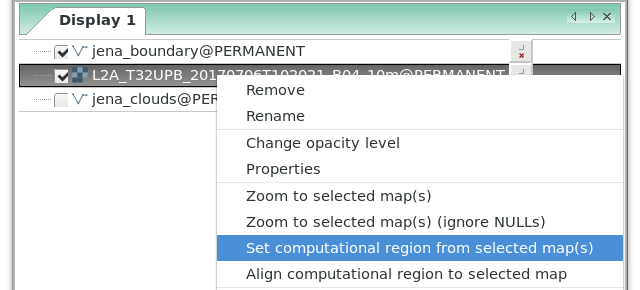 Display 1
jena_boundary@PERMANENT
L2A_T32UPB_20170706T102021_B04_10m@PERMANENT
jena_clouds@PER
Remove
Rename
Change opacity level
Properties
Zoom to selected map(s)
Zoom to selected map(s) (ignore NULLs)
Set computational region from selected map(s)
Align computational region to selected map